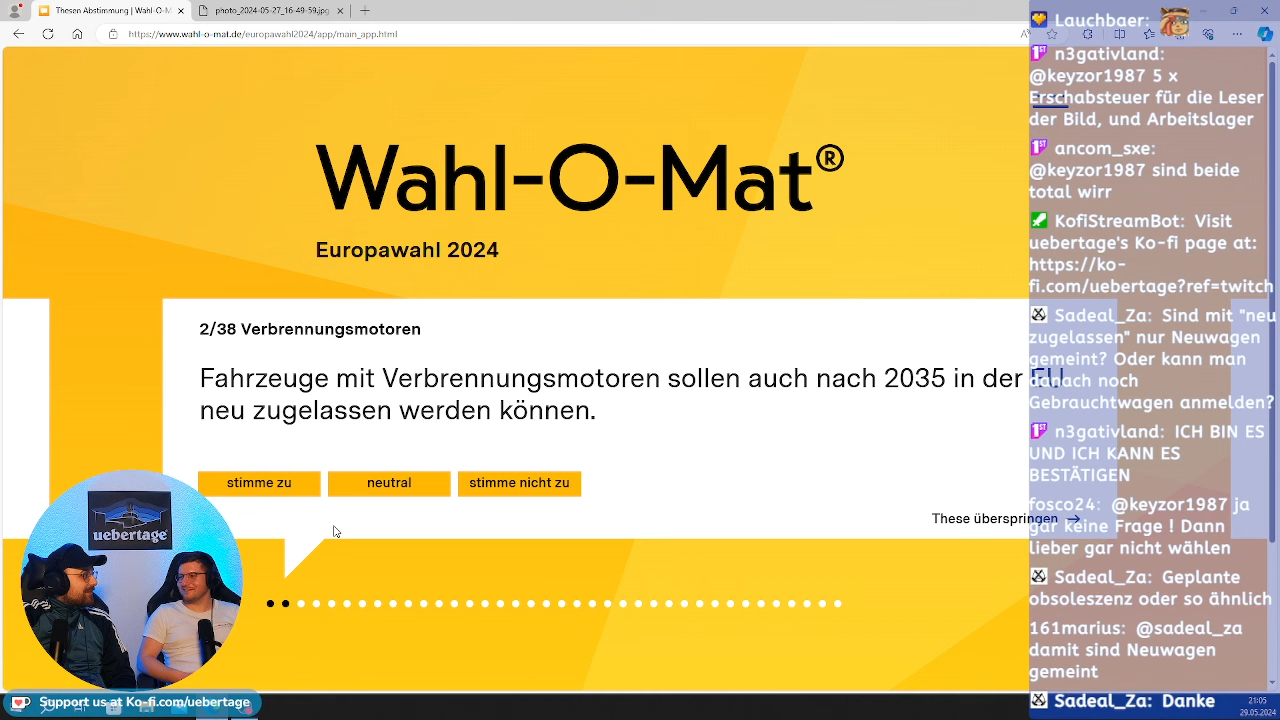 Thesen Abstimmung | Wahl-O-M
photo_2024-05-27_16-49-59.jpg
https://www.wahl-o-mat.de/europawahl2024/app/main_app.html
Wahl-O-Mat®
Europawahl 2024
2/38 Verbrennungsmotoren
Fahrzeuge mit Verbrennungsmotoren sollen auch nach 2035 in der EU
neu zugelassen werden können.
stimme zu
neutral
stimme nicht zu
These überspringen →
uebertage
Support us at Ko-fi.com/uebertage
Lauchbaer:
n3gativland:
@keyzor1987 5 x
Erschabsteuer für die Leser
der Bild, und Arbeitslager
ancom_sxe:
@keyzor1987 sind beide
total wirr
KofiStreamBot: Visit
uebertage's Ko-fi page at:
https://ko-
fi.com/uebertage?ref=twitch
Sadeal_Za: Sind mit "neu
zugelassen" nur Neuwagen
gemeint? Oder kann man
danach noch
Gebrauchtwagen anmelden?
n3gativland: ICH BIN ES
UND ICH KANN ES
BESTÄTIGEN
fosco24: @keyzor1987 ja
gar keine Frage ! Dann
lieber gar nicht wählen
Sadeal_Za: Geplante
obsoleszenz oder so ähnlich
161marius: @sadeal_za
damit sind Neuwagen
gemeint
Sadeal_Za: Danke
21:05
29.05.2024